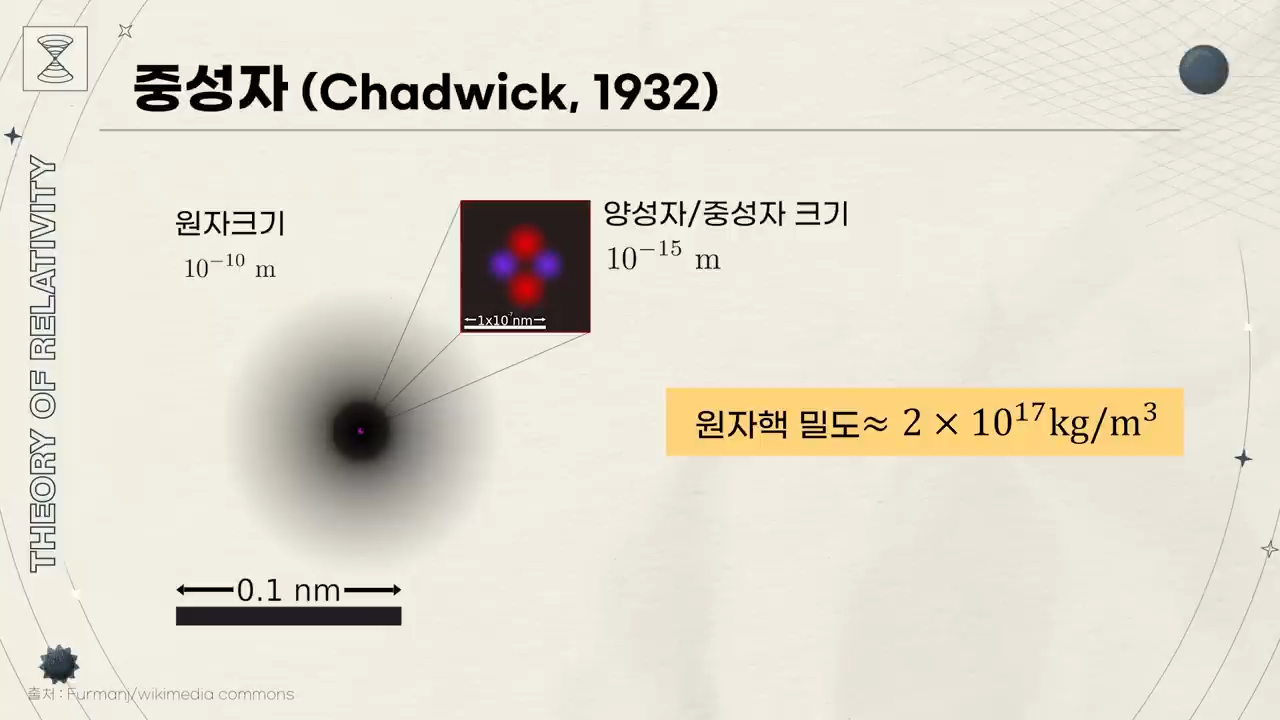 중성자 (Chadwick, 1932)
THEORY OF RELATIVITY
원자크기
10⁻¹⁰ m
양성자/중성자 크기
10⁻¹⁵ m
1x10⁻⁷nm
원자핵 밀도≈ 2 × 10¹⁷kg/m³
0.1 nm
출처 : Furmanj/wikimedia commons